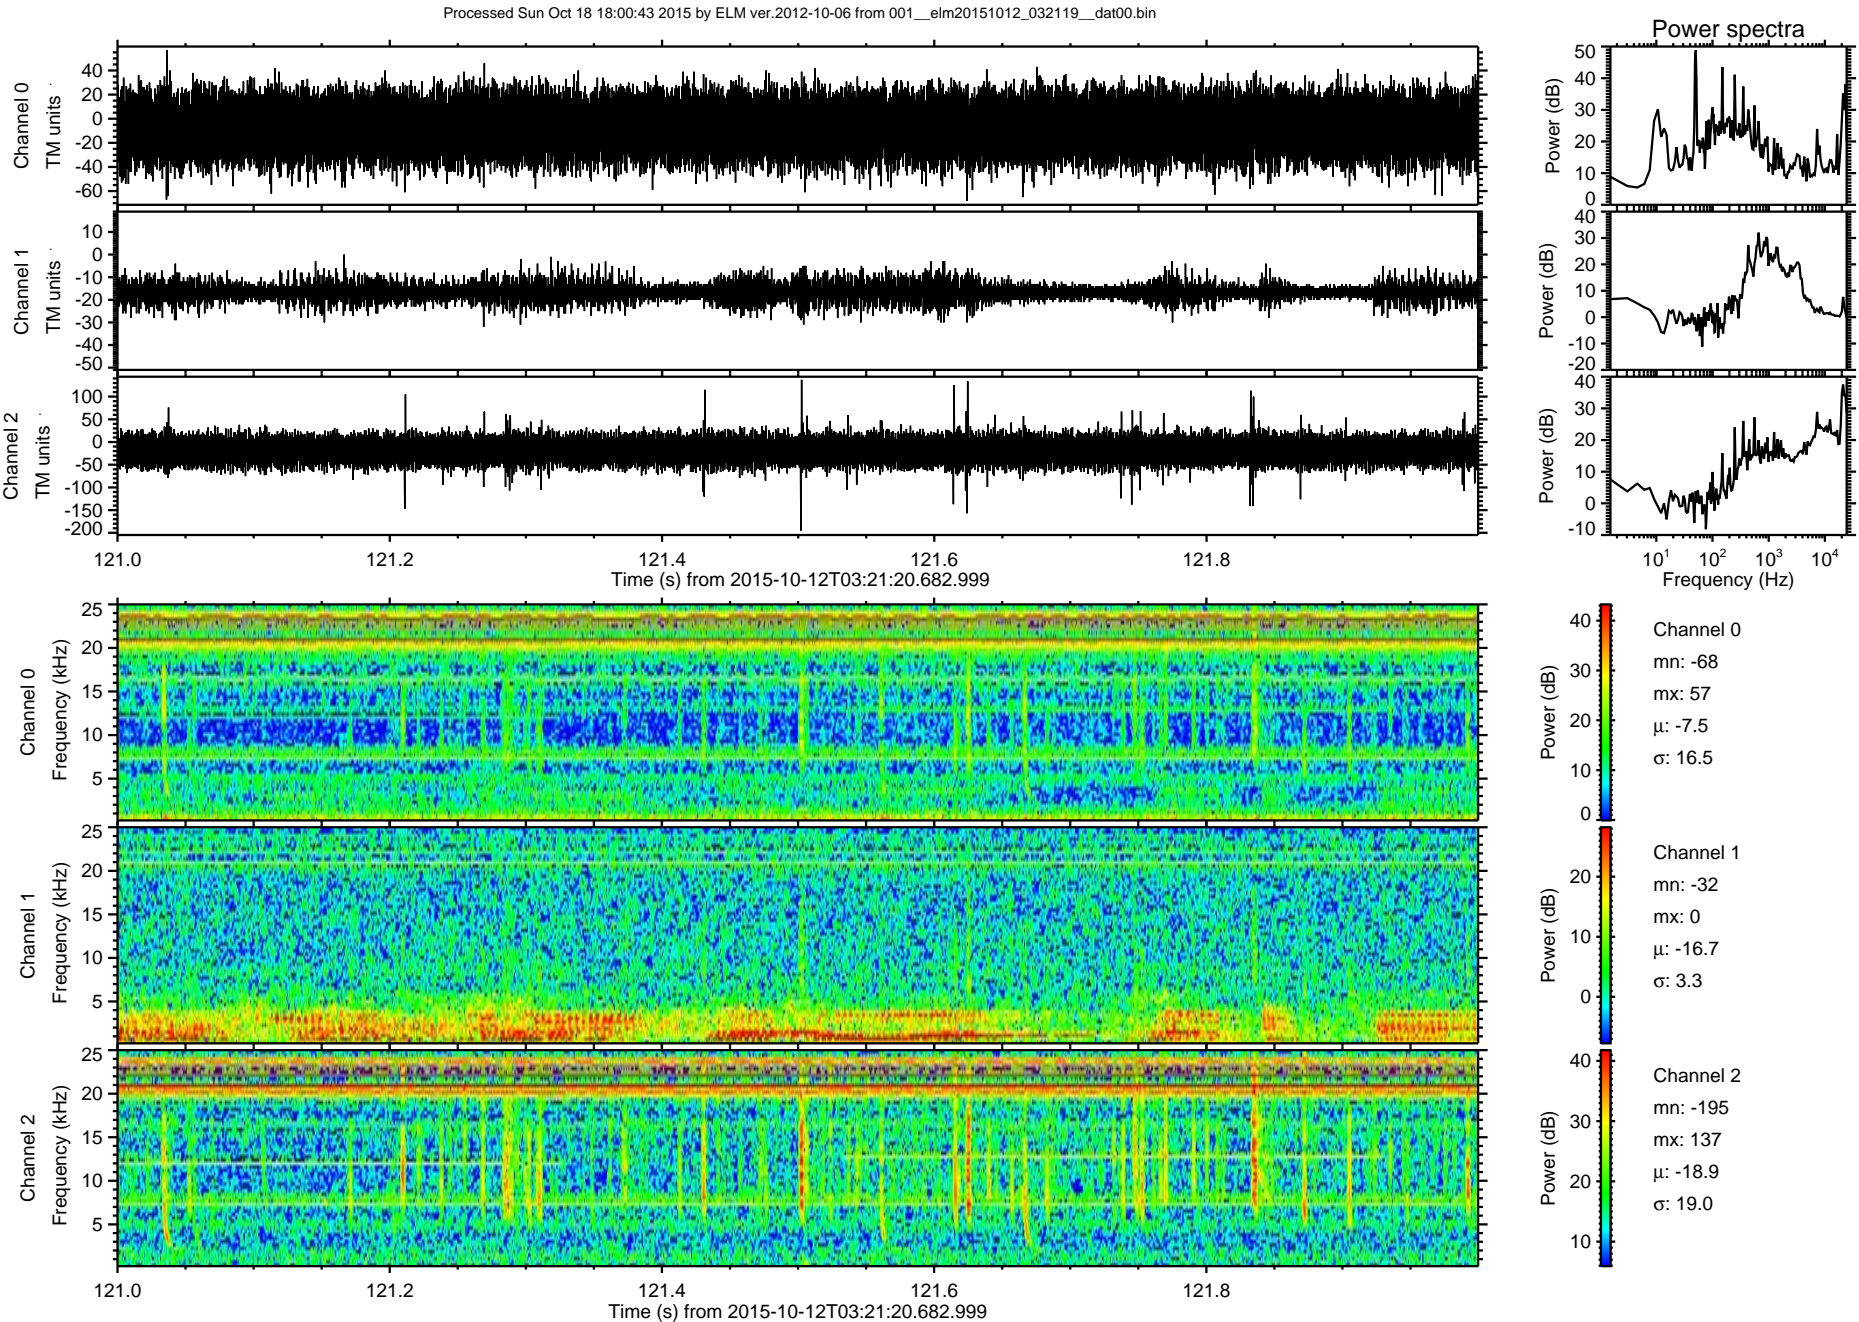 Processed Sun Oct 18 18:00:43 2015 by ELM ver.2012-10-06 from 001__elm20151012_032119__dat00.bin
Power spectra
Channel 0
TM units
40
20
0
-20
-40
-60
Power (dB)
50
40
30
20
10
0
Channel 1
TM units
10
0
-10
-20
-30
-40
-50
Power (dB)
40
30
20
10
0
-10
-20
Channel 2
TM units
100
50
0
-50
-100
-150
-200
Power (dB)
40
30
20
10
0
-10
121.0 121.2 121.4 121.6 121.8
Time (s) from 2015-10-12T03:21:20.682.999
10¹ 10² 10³ 10⁴
Frequency (Hz)
Channel 0
Frequency (kHz)
25
20
15
10
5
Power (dB)
40
30
20
10
0
Channel 0
mn: -68
mx: 57
μ: -7.5
σ: 16.5
Channel 1
Frequency (kHz)
25
20
15
10
5
Power (dB)
20
10
0
Channel 1
mn: -32
mx: 0
μ: -16.7
σ: 3.3
Channel 2
Frequency (kHz)
25
20
15
10
5
Power (dB)
40
30
20
10
Channel 2
mn: -195
mx: 137
μ: -18.9
σ: 19.0
121.0 121.2 121.4 121.6 121.8
Time (s) from 2015-10-12T03:21:20.682.999